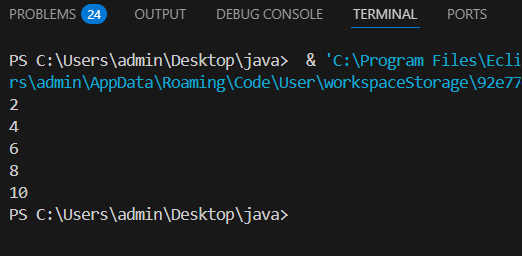 PROBLEMS 24 OUTPUT DEBUG CONSOLE TERMINAL PORTS
PS C:\Users\admin\Desktop\java>  & 'C:\Program Files\Ecli
rs\admin\AppData\Roaming\Code\User\workspaceStorage\92e77
2
4
6
8
10
PS C:\Users\admin\Desktop\java>